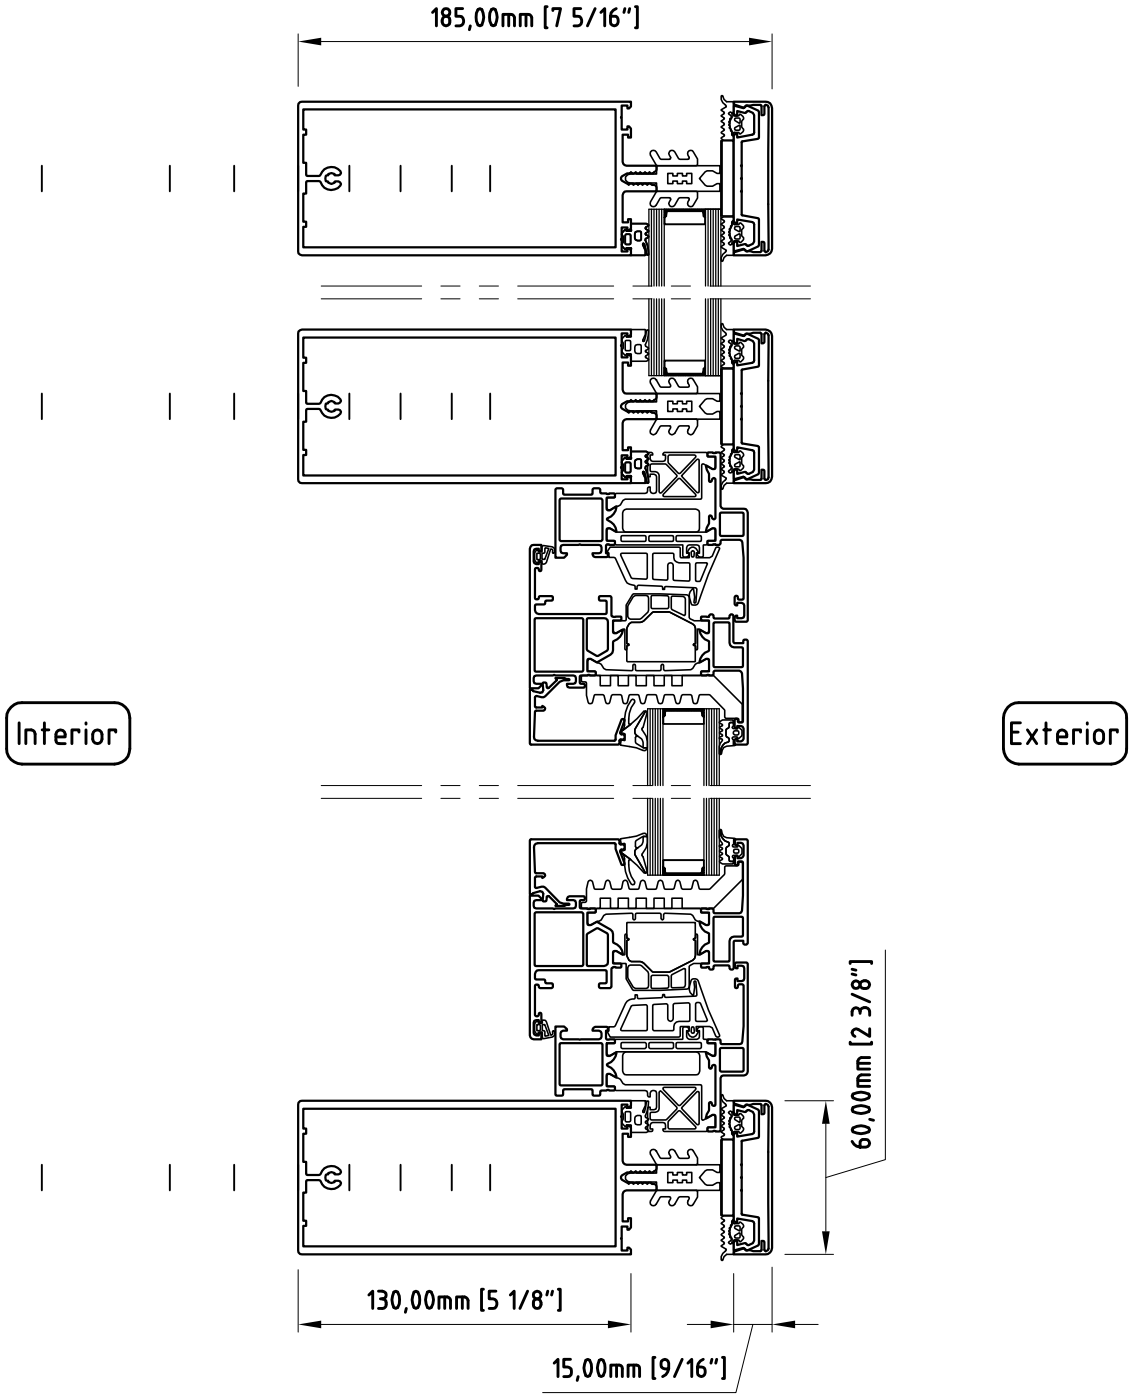 185,00mm [7 5/16"]
Interior
Exterior
60,00mm [2 3/8"]
130,00mm [5 1/8"]
15,00mm [9/16"]